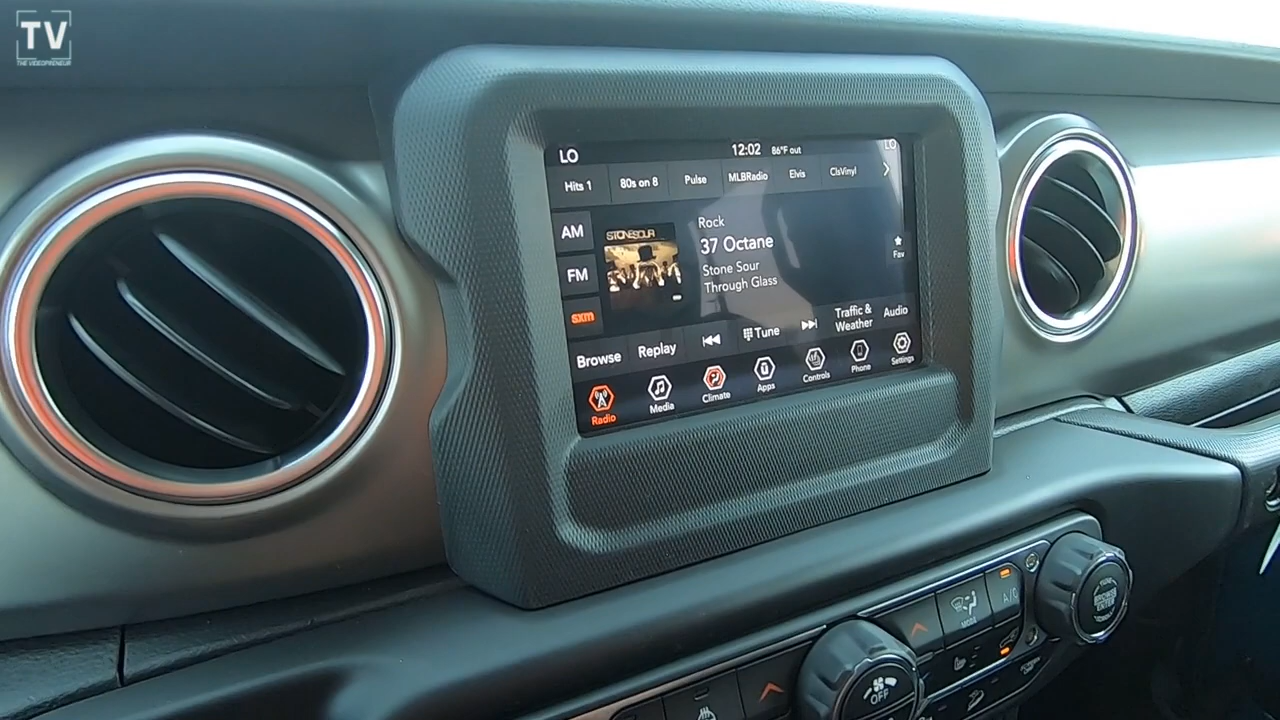 TV
THE VIDEOPRENEUR
LO 12:02 86°F out LO
Hits 1 80s on 8 Pulse MLBRadio Elvis ClsVinyl
AM
FM
sxm
STONESOUR
Rock
37 Octane
Stone Sour
Through Glass
Fav
Browse Replay Tune Traffic & Weather Audio
Radio Media Climate Apps Controls Phone Settings
MODE A/C
OFF
BROWSE
ENTER